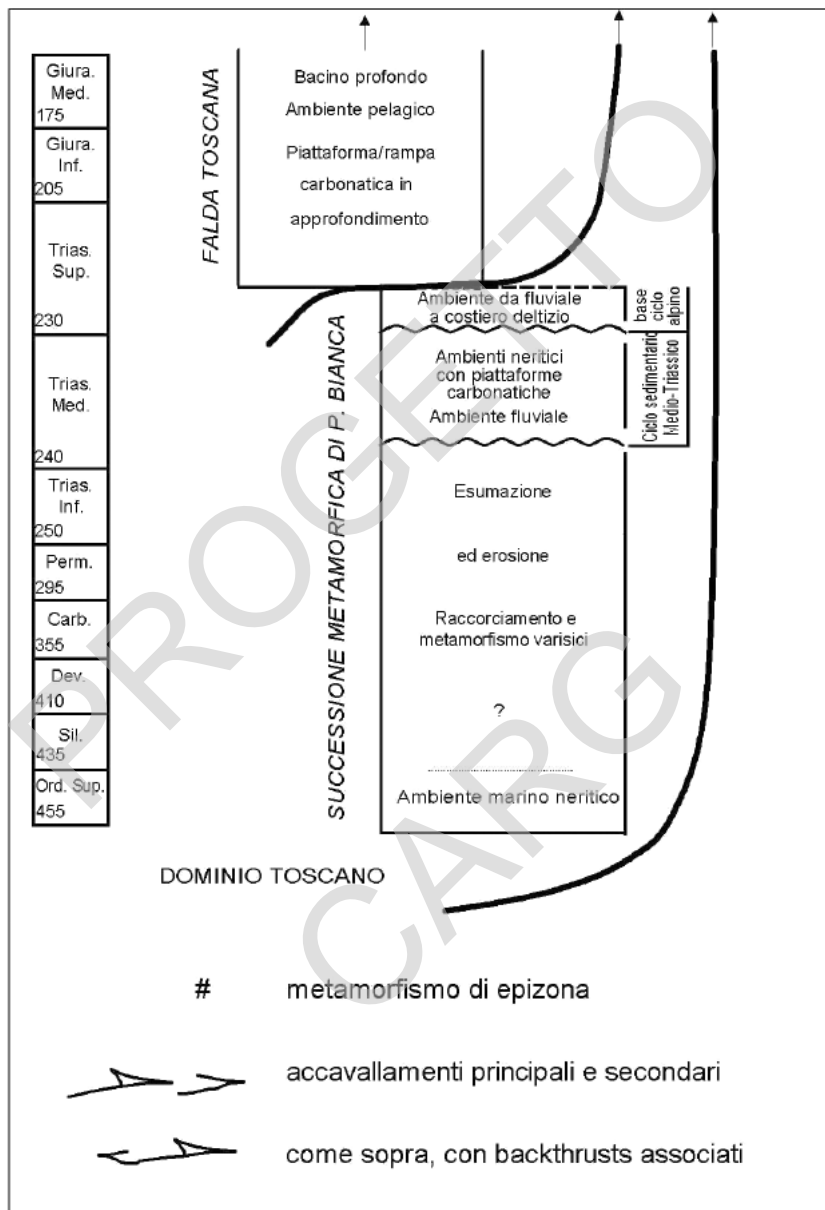 Giura.
Med.
175
Giura.
Inf.
205
Trias.
Sup.
230
Trias.
Med.
240
Trias.
Inf.
250
Perm.
295
Carb.
355
Dev.
410
Sil.
435
Ord. Sup.
455
FALDA TOSCANA
Bacino profondo
Ambiente pelagico
Piattaforma/rampa
carbonatica in
approfondimento
SUCCESSIONE METAMORFICA DI P. BIANCA
Ambiente da fluviale
a costiero deltizio
Ambienti neritici
con piattaforme
carbonatiche
Ambiente fluviale
Esumazione
ed erosione
Raccorciamento e
metamorfismo varisici
?
Ambiente marino neritico
base
ciclo
alpino
Ciclo sedimentario
Medio-Triassico
DOMINIO TOSCANO
# metamorfismo di epizona
accavallamenti principali e secondari
come sopra, con backthrusts associati
PROGETTO
CARG